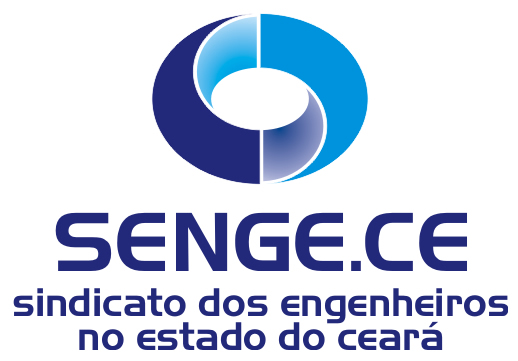 SENGE.CE
sindicato dos engenheiros
no estado do ceará